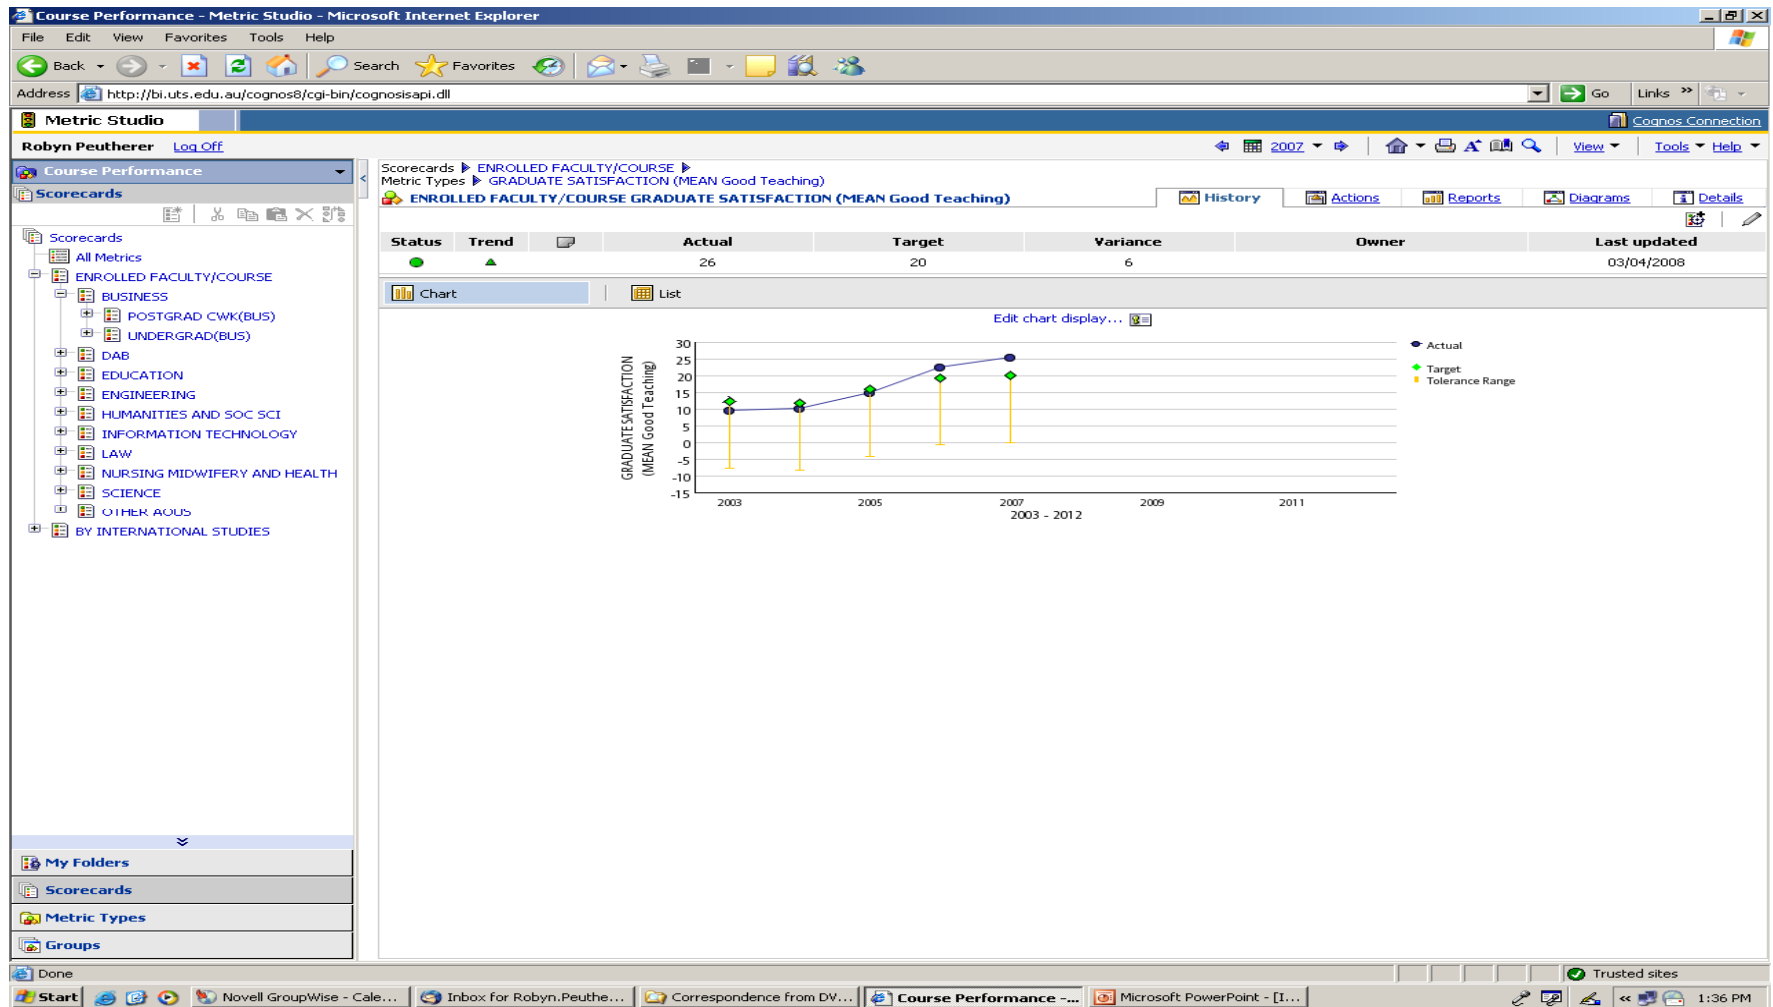 Course Performance - Metric Studio - Microsoft Internet Explorer
File Edit View Favorites Tools Help
Back Search Favorites
Address http://bi.uts.edu.au/cognos8/cgi-bin/cognosisapi.dll Go Links »
Metric Studio Cognos Connection
Robyn Peutherer Log Off 2007 View Tools Help
Course Performance
Scorecards
Scorecards
All Metrics
ENROLLED FACULTY/COURSE
BUSINESS
POSTGRAD CWK(BUS)
UNDERGRAD(BUS)
DAB
EDUCATION
ENGINEERING
HUMANITIES AND SOC SCI
INFORMATION TECHNOLOGY
LAW
NURSING MIDWIFERY AND HEALTH
SCIENCE
OTHER AOUS
BY INTERNATIONAL STUDIES
My Folders
Scorecards
Metric Types
Groups
Scorecards ENROLLED FACULTY/COURSE
Metric Types GRADUATE SATISFACTION (MEAN Good Teaching)
ENROLLED FACULTY/COURSE GRADUATE SATISFACTION (MEAN Good Teaching) History Actions Reports Diagrams Details
Status Trend Actual Target Variance Owner Last updated
26 20 6 03/04/2008
Chart List
Edit chart display...
GRADUATE SATISFACTION
(MEAN Good Teaching)
30
25
20
15
10
5
0
-5
-10
-15
2003 2005 2007 2009 2011
2003 - 2012
Actual
Target
Tolerance Range
Done Trusted sites
Start Novell GroupWise - Cale... Inbox for Robyn.Peuthe... Correspondence from DV... Course Performance -... Microsoft PowerPoint - [I... « 1:36 PM